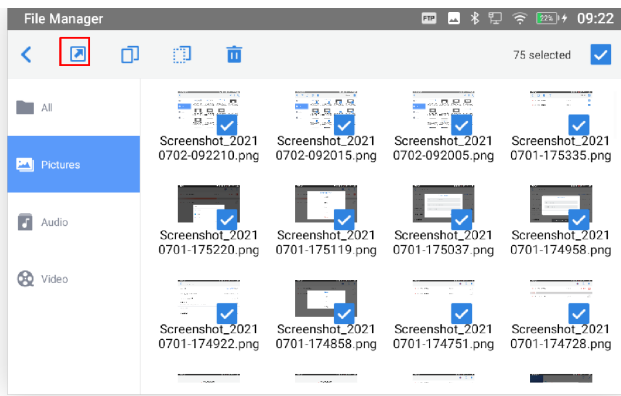 File Manager
FTP
09:22
75 selected
All
Pictures
Audio
Video
Screenshot_2021
0702-092210.png
Screenshot_2021
0702-092015.png
Screenshot_2021
0702-092005.png
Screenshot_2021
0701-175335.png
Screenshot_2021
0701-175220.png
Screenshot_2021
0701-175119.png
Screenshot_2021
0701-175037.png
Screenshot_2021
0701-174958.png
Screenshot_2021
0701-174922.png
Screenshot_2021
0701-174858.png
Screenshot_2021
0701-174751.png
Screenshot_2021
0701-174728.png